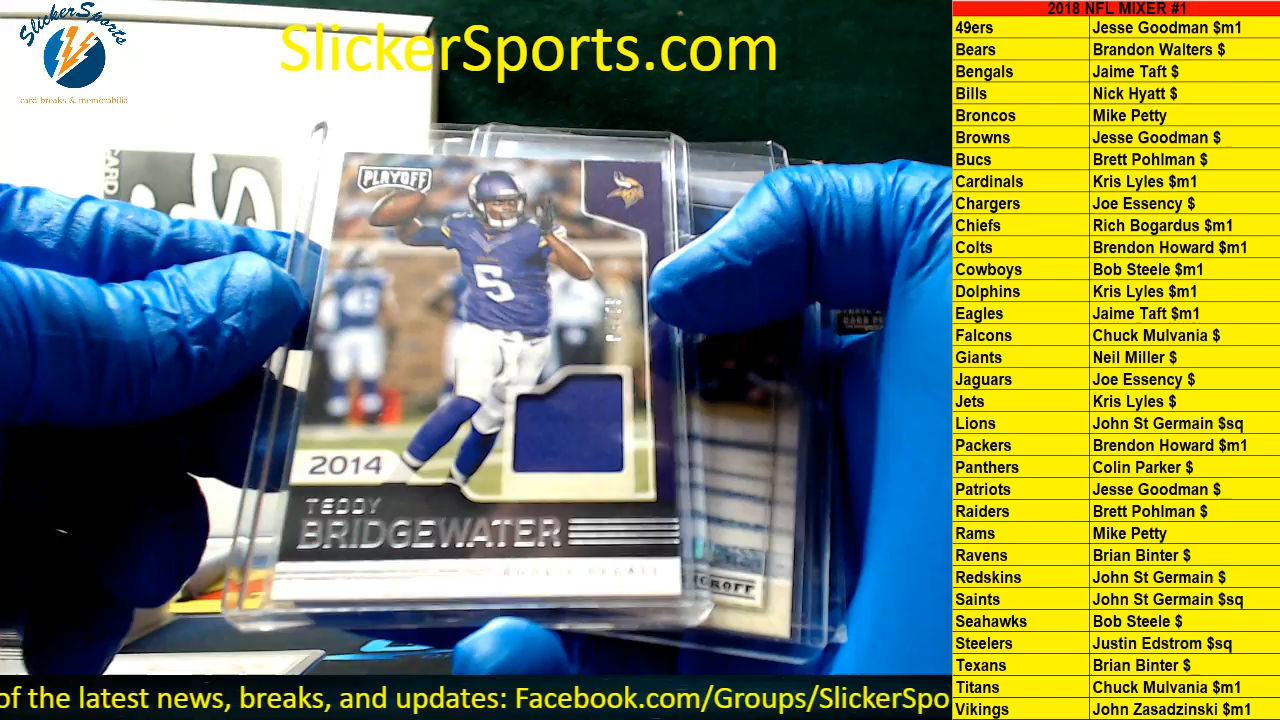 SlickerSports
card breaks & memorabilia
SlickerSports.com
CARD
PLAYOFF
5
2014
TEDDY
BRIDGEWATER
of the latest news, breaks, and updates: Facebook.com/Groups/SlickerSpo
2018 NFL MIXER #1
49ers Jesse Goodman $m1
Bears Brandon Walters $
Bengals Jaime Taft $
Bills Nick Hyatt $
Broncos Mike Petty
Browns Jesse Goodman $
Bucs Brett Pohlman $
Cardinals Kris Lyles $m1
Chargers Joe Essency $
Chiefs Rich Bogardus $m1
Colts Brendon Howard $m1
Cowboys Bob Steele $m1
Dolphins Kris Lyles $m1
Eagles Jaime Taft $m1
Falcons Chuck Mulvania $
Giants Neil Miller $
Jaguars Joe Essency $
Jets Kris Lyles $
Lions John St Germain $sq
Packers Brendon Howard $m1
Panthers Colin Parker $
Patriots Jesse Goodman $
Raiders Brett Pohlman $
Rams Mike Petty
Ravens Brian Binter $
Redskins John St Germain $
Saints John St Germain $sq
Seahawks Bob Steele $
Steelers Justin Edstrom $sq
Texans Brian Binter $
Titans Chuck Mulvania $m1
Vikings John Zasadzinski $m1